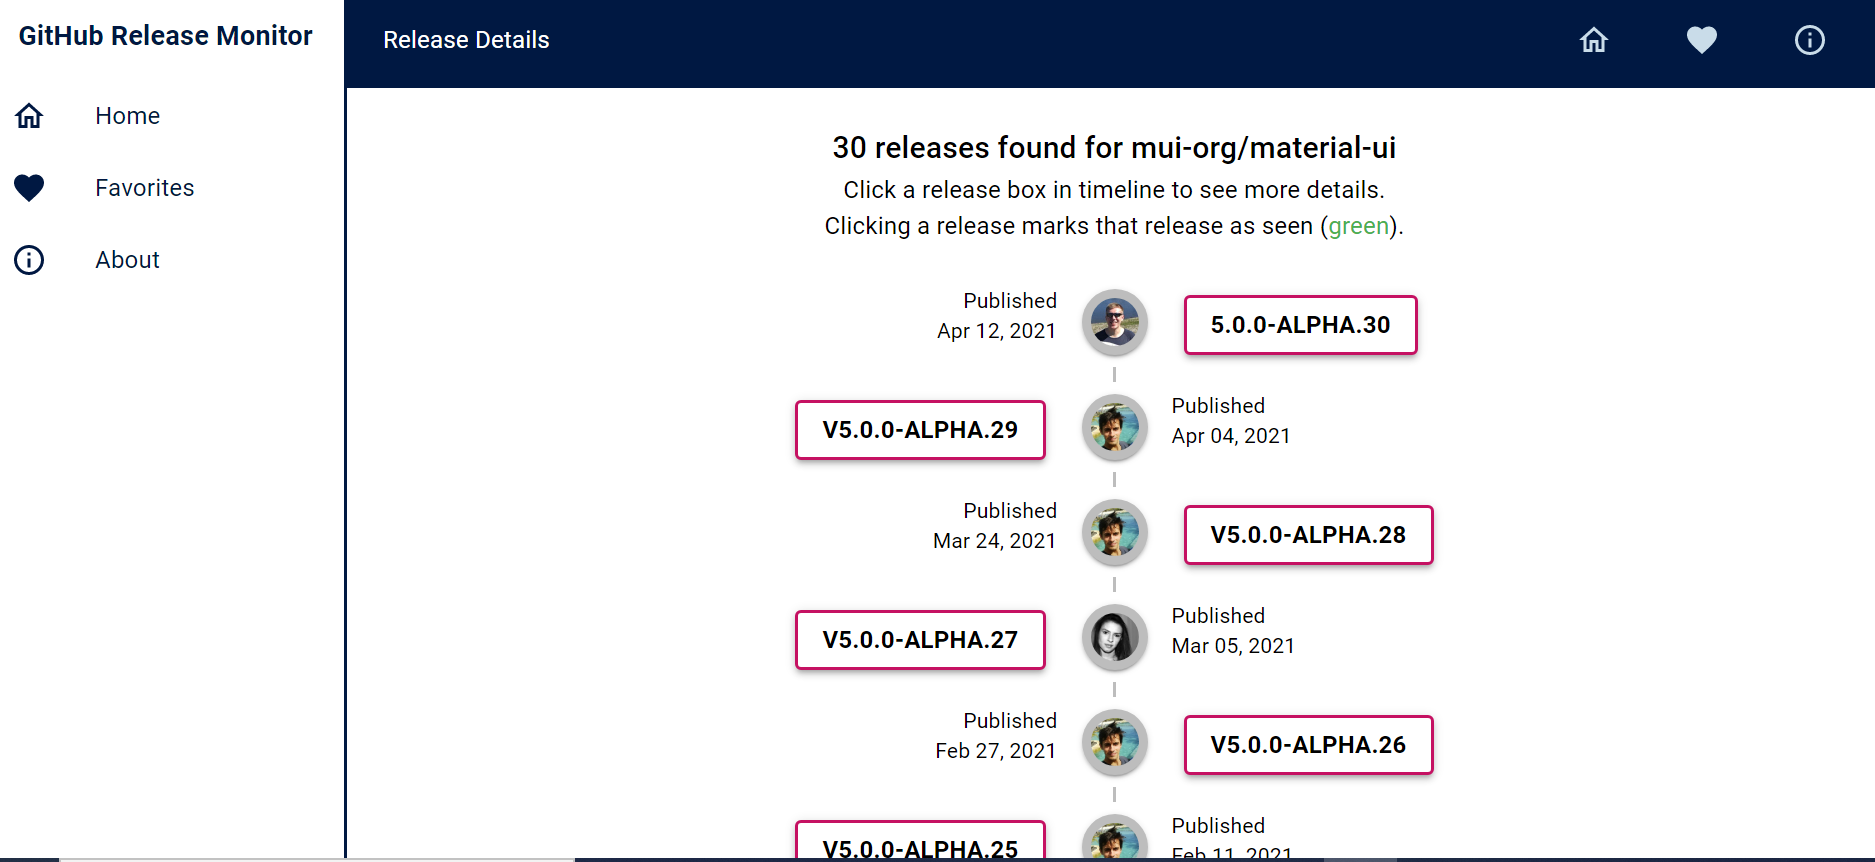 GitHub Release Monitor
Home
Favorites
About
Release Details
30 releases found for mui-org/material-ui
Click a release box in timeline to see more details.
Clicking a release marks that release as seen (green).
Published
Apr 12, 2021
5.0.0-ALPHA.30
V5.0.0-ALPHA.29
Published
Apr 04, 2021
Published
Mar 24, 2021
V5.0.0-ALPHA.28
V5.0.0-ALPHA.27
Published
Mar 05, 2021
Published
Feb 27, 2021
V5.0.0-ALPHA.26
V5.0.0-ALPHA.25
Published
Feb 11, 2021